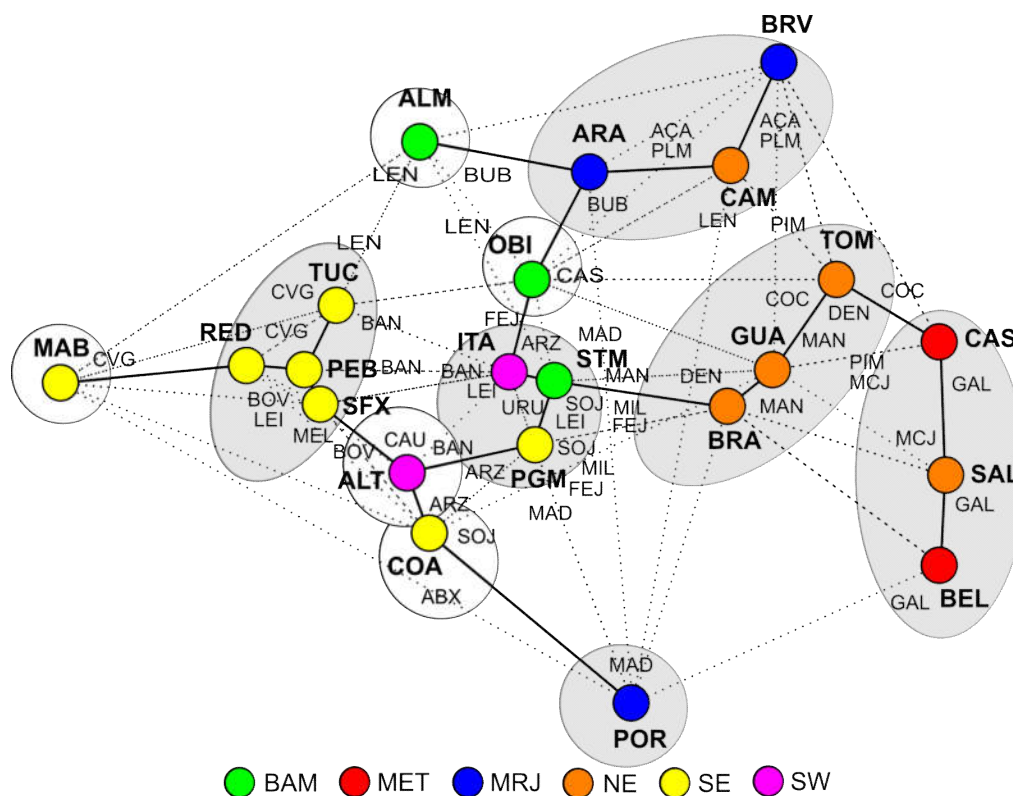 BRV
ALM
ARA
AÇA
PLM
AÇA
PLM
LEN
BUB
BUB
CAM
LEN
PIM
LEN
LEN
OBI
TOM
TUC
CAS
CVG
COC
DEN
COC
RED
CVG
BAN
FEJ
ITA
ARZ
MAD
STM
GUA
MAN
CAS
MAB
CVG
PEB
BAN
BAN
MAN
DEN
PIM
MCJ
GAL
BOV
LEI
SFX
LEI
URU
SOJ
LEI
MIL
FEJ
MAN
BRA
MEL
BOV
CAU
BAN
SOJ
MCJ
ALT
ARZ
PGM
MIL
FEJ
SAL
GAL
ARZ
MAD
SOJ
COA
ABX
GAL
BEL
MAD
POR
BAM MET MRJ NE SE SW